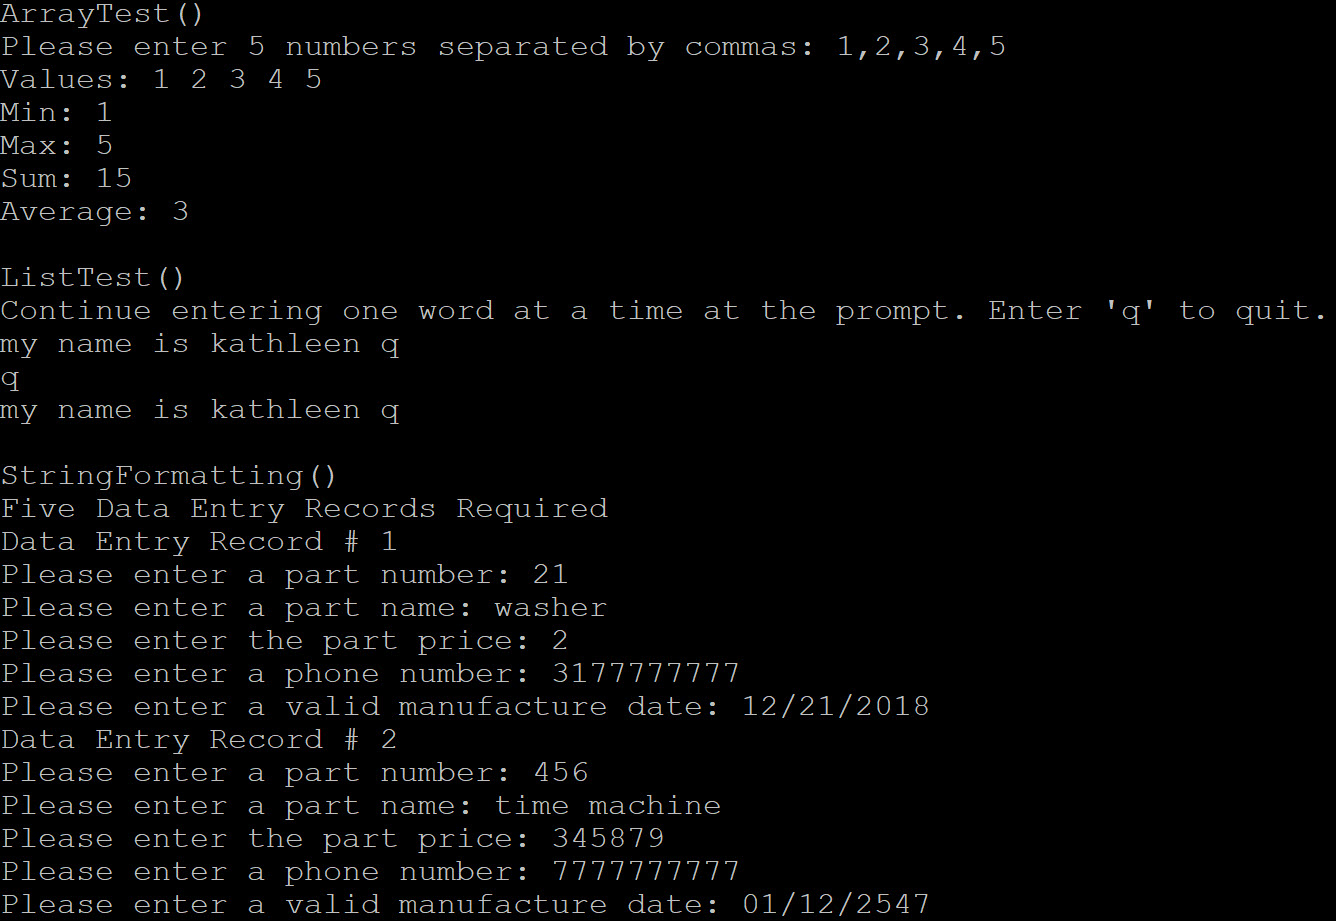 ArrayTest()
Please enter 5 numbers separated by commas: 1,2,3,4,5
Values: 1 2 3 4 5
Min: 1
Max: 5
Sum: 15
Average: 3
ListTest()
Continue entering one word at a time at the prompt. Enter 'q' to quit.
my name is kathleen q
q
my name is kathleen q
StringFormatting()
Five Data Entry Records Required
Data Entry Record # 1
Please enter a part number: 21
Please enter a part name: washer
Please enter the part price: 2
Please enter a phone number: 3177777777
Please enter a valid manufacture date: 12/21/2018
Data Entry Record # 2
Please enter a part number: 456
Please enter a part name: time machine
Please enter the part price: 345879
Please enter a phone number: 7777777777
Please enter a valid manufacture date: 01/12/2547